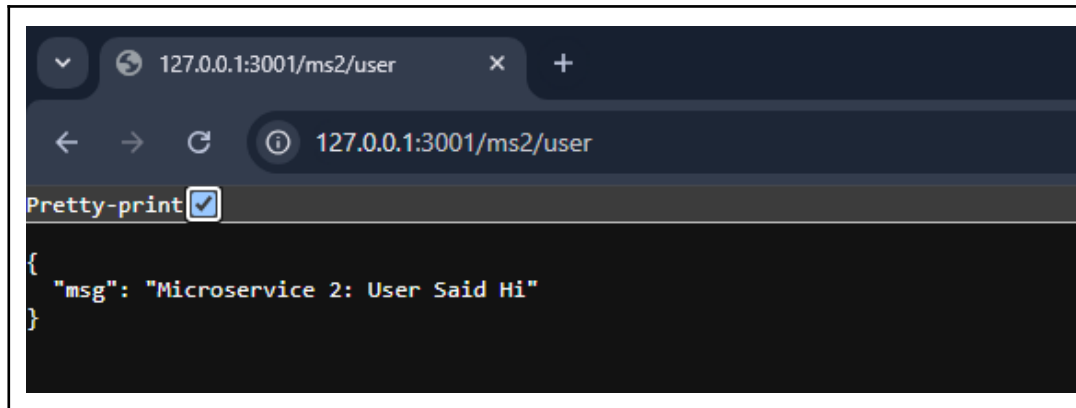 127.0.0.1:3001/ms2/user
127.0.0.1:3001/ms2/user
Pretty-print
{
"msg": "Microservice 2: User Said Hi"
}